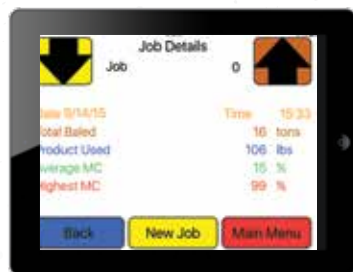 Job Details
Job 0
Date 9/14/15 Time 15:33
Total Baled 16 tons
Product Used 106 lbs
Average MC 15 %
Highest MC 99 %
Back New Job Main Menu